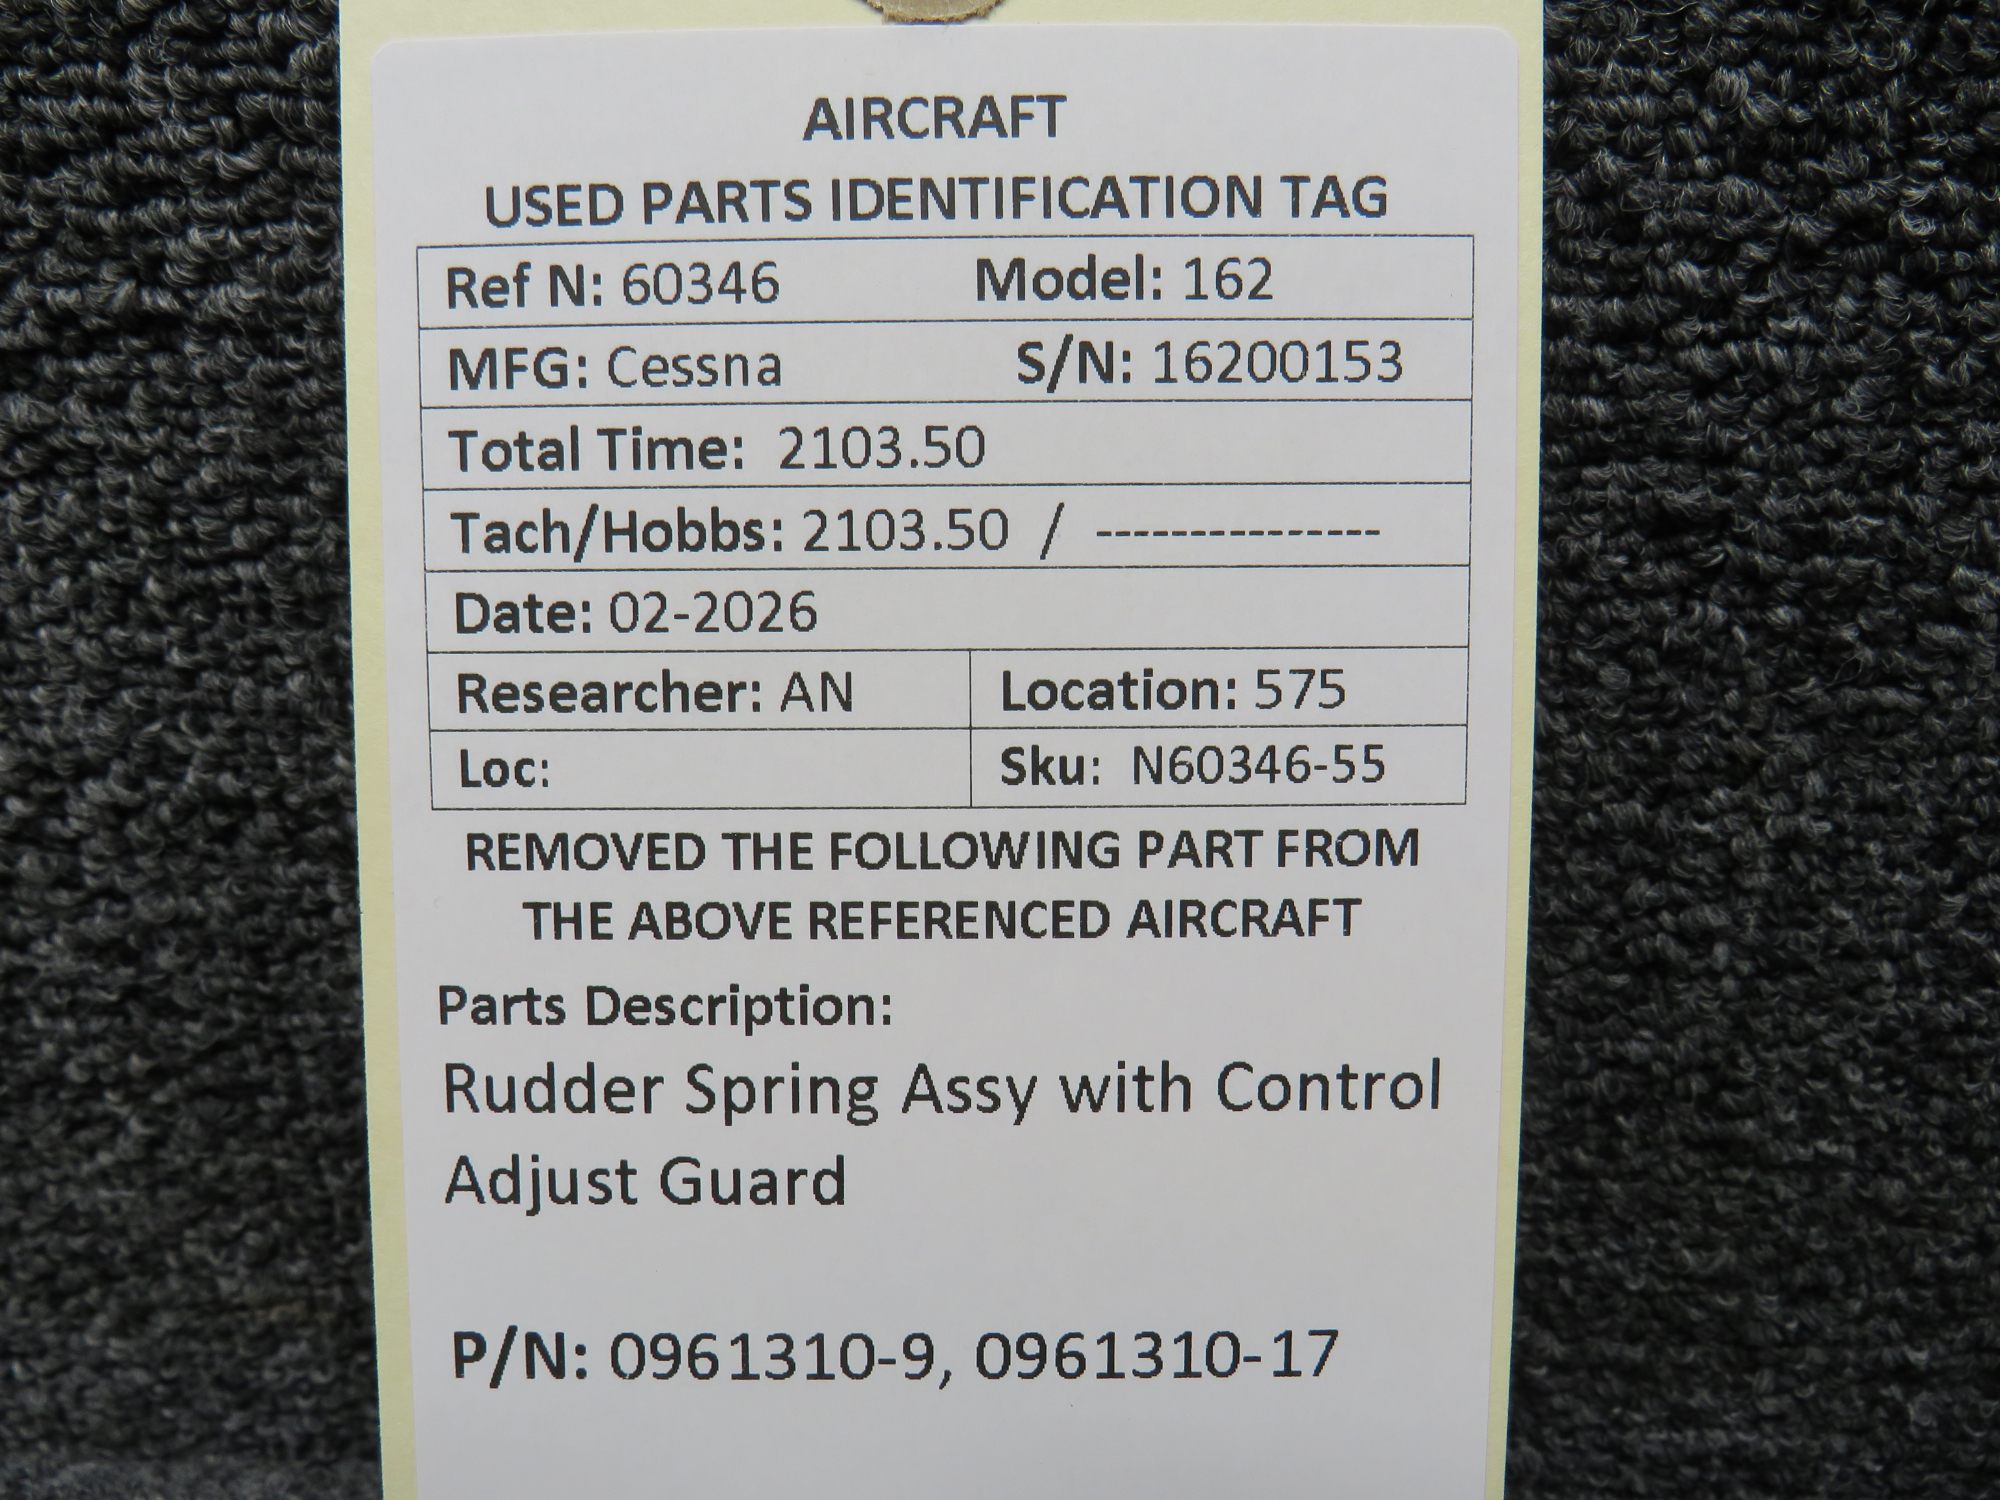 AIRCRAFT
USED PARTS IDENTIFICATION TAG
Ref N: 60346 Model: 162
MFG: Cessna S/N: 16200153
Total Time: 2103.50
Tach/Hobbs: 2103.50 / ---------------
Date: 02-2026
Researcher: AN Location: 575
Loc: Sku: N60346-55
REMOVED THE FOLLOWING PART FROM
THE ABOVE REFERENCED AIRCRAFT
Parts Description:
Rudder Spring Assy with Control
Adjust Guard
P/N: 0961310-9, 0961310-17